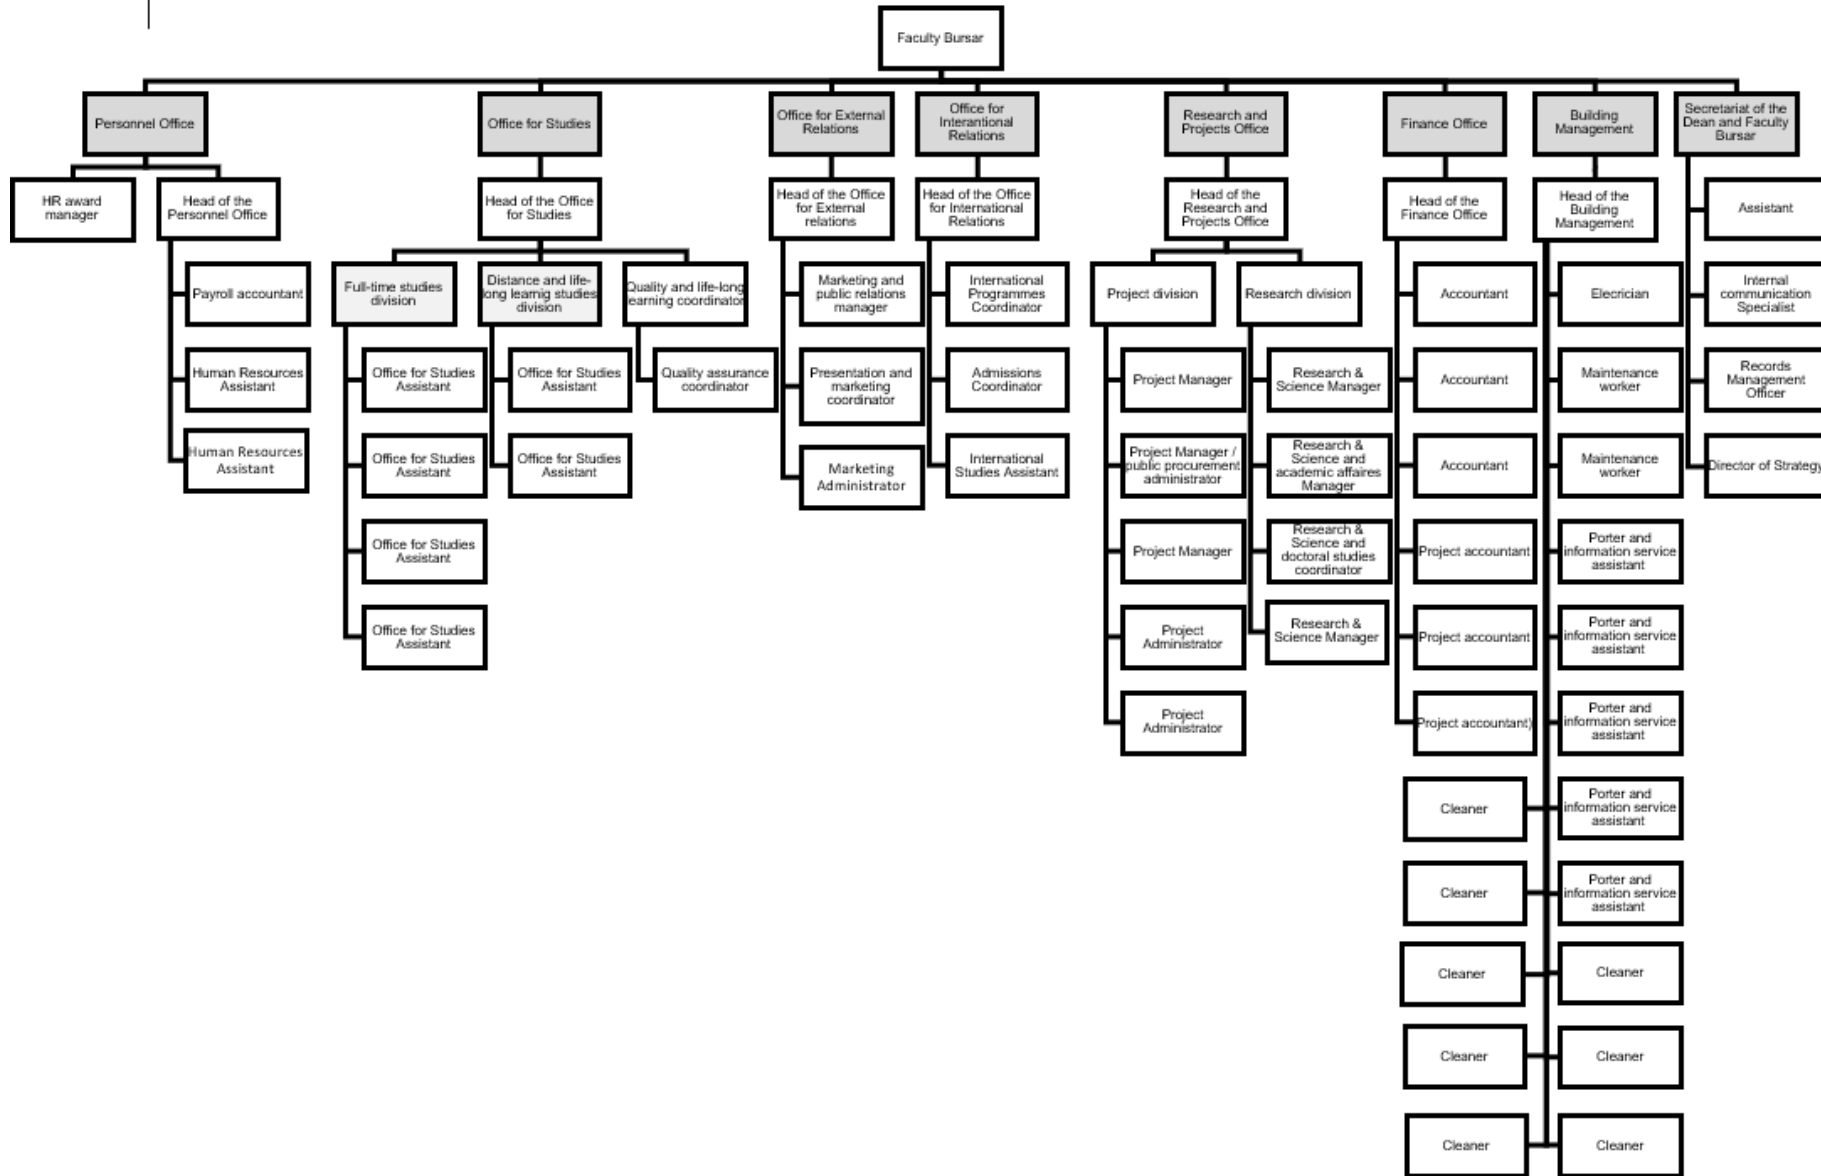 Faculty Bursar
Personnel Office
Office for Studies
Office for External
Relations
Office for
Interantional
Relations
Research and
Projects Office
Finance Office
Building
Management
Secretariat of the
Dean and Faculty
Bursar
HR award
manager
Head of the
Personnel Office
Head of the Office
for Studies
Head of the Office
for External
relations
Head of the Office
for International
Relations
Head of the
Research and
Projects Office
Head of the
Finance Office
Head of the
Building
Management
Assistant
Payroll accountant
Full-time studies
division
Distance and life-
long learnig studies
division
Quality and life-long
learning coordinator
Marketing and
public relations
manager
International
Programmes
Coordinator
Project division
Research division
Accountant
Elecrician
Internal
communication
Specialist
Human Resources
Assistant
Office for Studies
Assistant
Office for Studies
Assistant
Quality assurance
coordinator
Presentation and
marketing
coordinator
Admissions
Coordinator
Project Manager
Research &
Science Manager
Accountant
Maintenance
worker
Records
Management
Officer
Human Resources
Assistant
Office for Studies
Assistant
Office for Studies
Assistant
Marketing
Administrator
International
Studies Assistant
Project Manager /
public procurement
administrator
Research &
Science and
academic affaires
Manager
Accountant
Maintenance
worker
Director of Strategy
Office for Studies
Assistant
Project Manager
Research &
Science and
doctoral studies
coordinator
Project accountant
Porter and
information service
assistant
Office for Studies
Assistant
Project
Administrator
Research &
Science Manager
Project accountant
Porter and
information service
assistant
Project
Administrator
Project accountant)
Porter and
information service
assistant
Cleaner
Porter and
information service
assistant
Cleaner
Porter and
information service
assistant
Cleaner
Cleaner
Cleaner
Cleaner
Cleaner
Cleaner